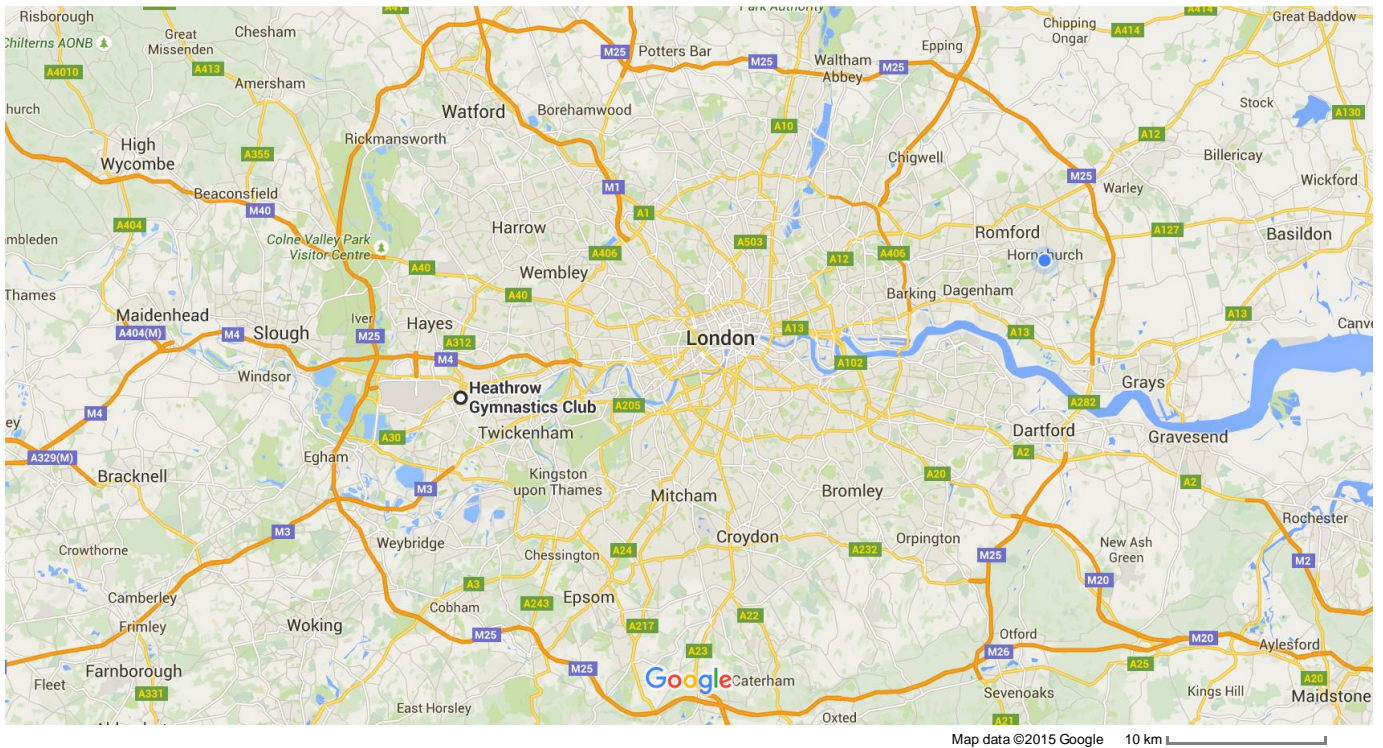 Park Authority
A41
A414
Great Baddow
Risborough
Chesham
Great
Missenden
Chipping
Ongar
A414
Chilterns AONB
M25
Potters Bar
Epping
A4010
A413
M25
Waltham
Abbey
M25
Amersham
Watford
Borehamwood
Stock
A130
church
A10
Rickmansworth
A12
High
Wycombe
A355
Chigwell
Billericay
M25
Wickford
Beaconsfield
M1
Warley
M40
A1
A404
Harrow
A127
Romford
Basildon
mbleden
Colne Valley Park
Visitor Centre
A503
A406
A12
A406
Hornchurch
A40
Wembley
Thames
A40
Barking
Dagenham
Maidenhead
Iver
Hayes
A13
Canve
A404(M)
M4
Slough
M25
A312
London
A13
A13
M4
A102
Windsor
Grays
Heathrow
Gymnastics Club
A205
A282
M4
ey
A30
Twickenham
Dartford
Gravesend
A329(M)
Egham
A2
Bracknell
Kingston
upon Thames
A20
A2
M3
Mitcham
Bromley
Rochester
M3
Weybridge
Croydon
Orpington
New Ash
Green
Crowthorne
Chessington
A24
A232
M25
M2
A3
M20
Camberley
Epsom
A243
Cobham
A22
Frimley
Woking
A217
M25
Otford
M20
Aylesford
A23
M26
Farnborough
M25
A25
Fleet
Google
Caterham
A20
A331
Sevenoaks
Kings Hill
Maidstone
East Horsley
Oxted
A21
Map data ©2015 Google 10 km